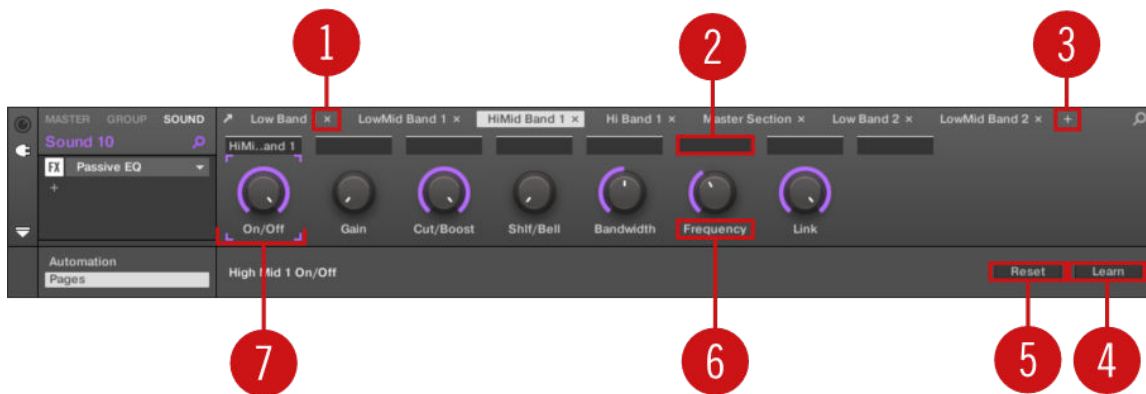 1 2 3
MASTER GROUP SOUND Low Band × LowMid Band 1 × HiMid Band 1 × Hi Band 1 × Master Section × Low Band 2 × LowMid Band 2 × +
Sound 10 HiMi..and 1
FX Passive EQ
+
On/Off Gain Cut/Boost Shlf/Bell Bandwidth Frequency Link
Automation
Pages
High Mid 1 On/Off Reset Learn
7 6 5 4